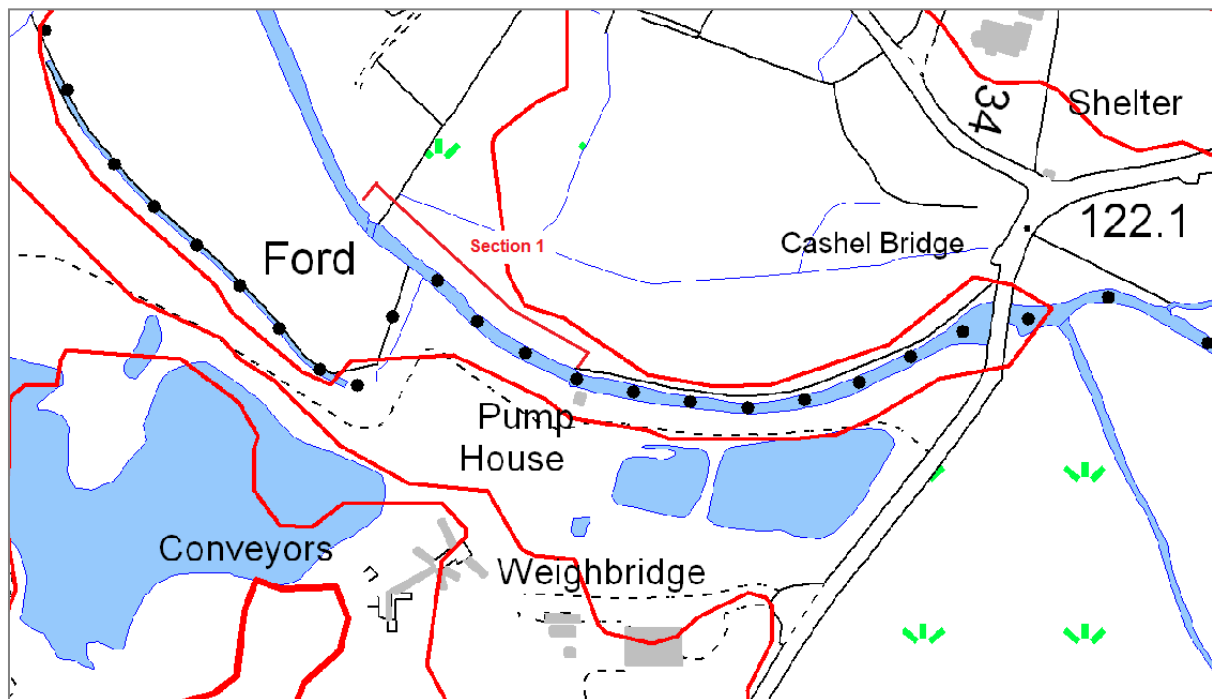 34
Shelter
122.1
Cashel Bridge
Section 1
Ford
Pump
House
Conveyors
Weighbridge